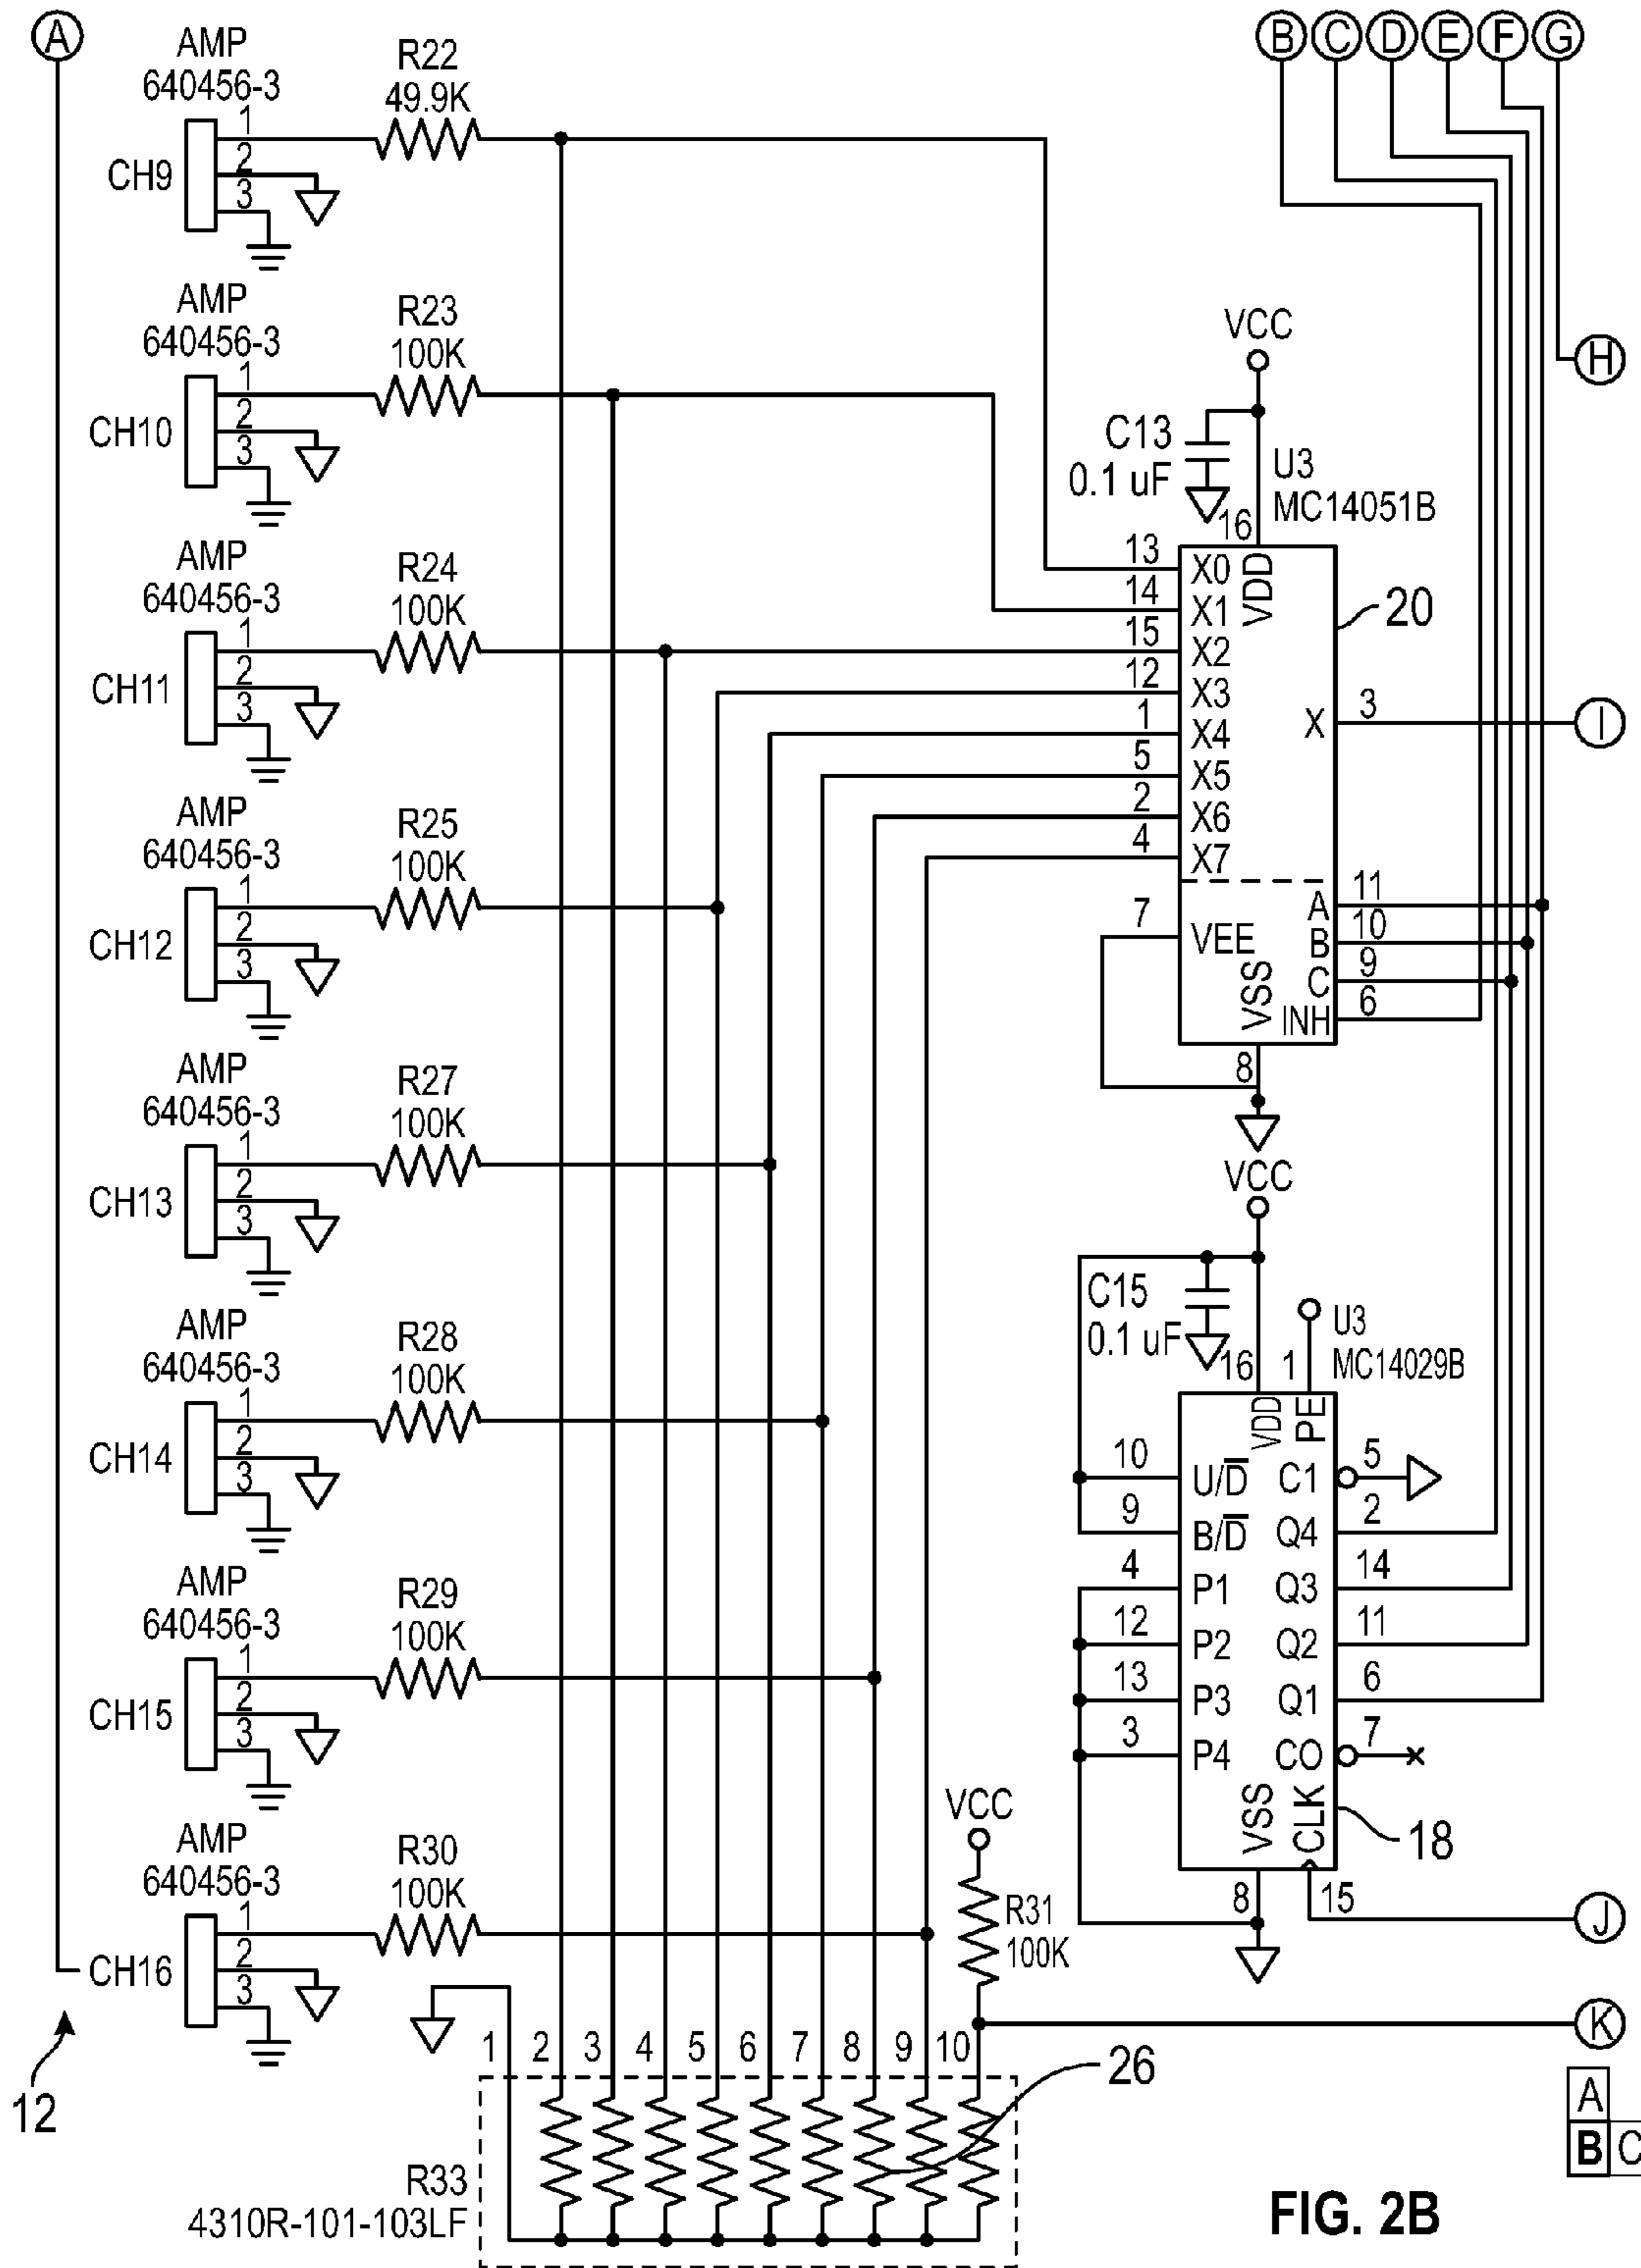 A
B C D E F G
AMP
640456-3
R22
49.9K
1
2
3
CH9
AMP
640456-3
R23
100K
1
2
3
CH10
VCC
H
C13
0.1 uF
U3
MC14051B
16
AMP
640456-3
R24
100K
1
2
3
CH11
13 X0
14 X1
15 X2
12 X3
1 X4
5 X5
2 X6
4 X7
VDD
20
X 3
I
AMP
640456-3
R25
100K
1
2
3
CH12
7 VEE
VSS
A 11
B 10
C 9
INH 6
8
AMP
640456-3
R27
100K
1
2
3
CH13
VCC
C15
0.1 uF
16
1
U3
MC14029B
AMP
640456-3
R28
100K
1
2
3
CH14
VDD
PE
10 U/D̅
9 B/D̅
4 P1
12 P2
13 P3
3 P4
C1 5
Q4 2
Q3 14
Q2 11
Q1 6
CO 7
x
VSS
CLK
18
8
15
J
AMP
640456-3
R29
100K
1
2
3
CH15
AMP
640456-3
R30
100K
1
2
3
CH16
VCC
R31
100K
K
12
1 2 3 4 5 6 7 8 9 10
26
R33
4310R-101-103LF
A
B C
FIG. 2B